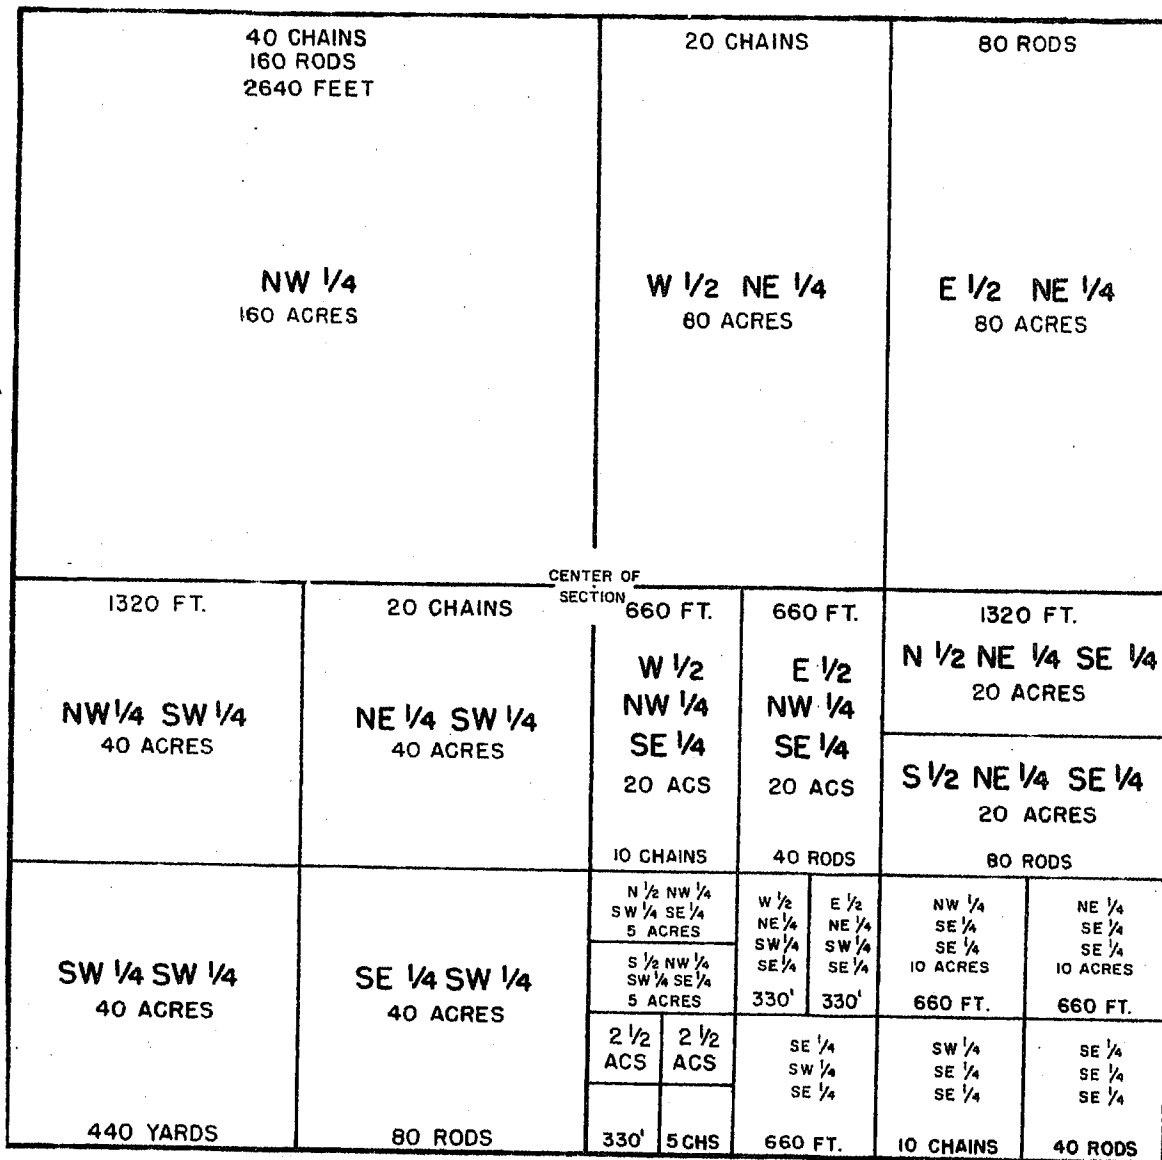 40 CHAINS
160 RODS
2640 FEET
20 CHAINS
80 RODS
NW 1/4
160 ACRES
W 1/2 NE 1/4
80 ACRES
E 1/2 NE 1/4
80 ACRES
CENTER OF
SECTION
1320 FT.
NW 1/4 SW 1/4
40 ACRES
20 CHAINS
NE 1/4 SW 1/4
40 ACRES
660 FT.
W 1/2
NW 1/4
SE 1/4
20 ACS
10 CHAINS
660 FT.
E 1/2
NW 1/4
SE 1/4
20 ACS
40 RODS
1320 FT.
N 1/2 NE 1/4 SE 1/4
20 ACRES
S 1/2 NE 1/4 SE 1/4
20 ACRES
80 RODS
SW 1/4 SW 1/4
40 ACRES
440 YARDS
SE 1/4 SW 1/4
40 ACRES
80 RODS
N 1/2 NW 1/4
SW 1/4 SE 1/4
5 ACRES
S 1/2 NW 1/4
SW 1/4 SE 1/4
5 ACRES
W 1/2
NE 1/4
SW 1/4
SE 1/4
330'
E 1/2
NE 1/4
SW 1/4
SE 1/4
330'
NW 1/4
SE 1/4
SE 1/4
10 ACRES
660 FT.
NE 1/4
SE 1/4
SE 1/4
10 ACRES
660 FT.
2 1/2
ACS
2 1/2
ACS
330'
5 CHS
SE 1/4
SW 1/4
SE 1/4
660 FT.
SW 1/4
SE 1/4
SE 1/4
10 CHAINS
SE 1/4
SE 1/4
SE 1/4
40 RODS